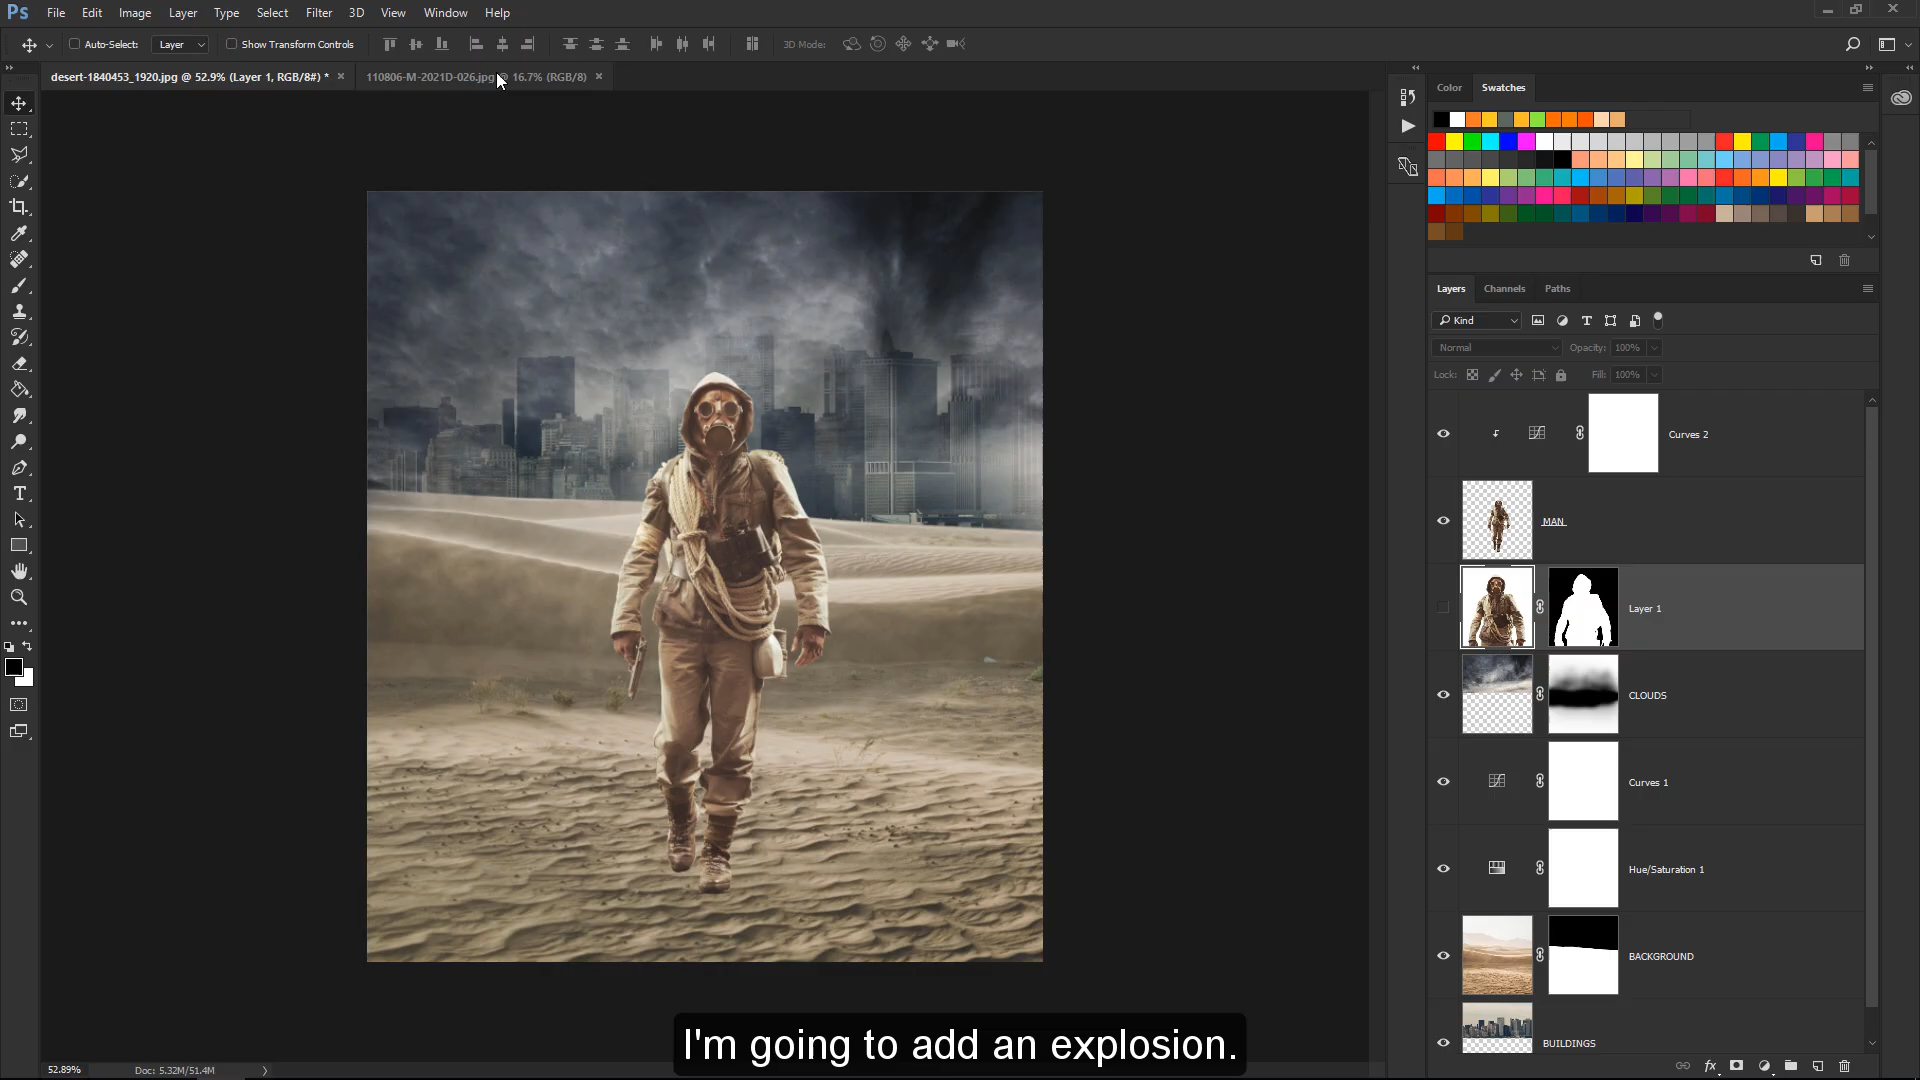 Ps File Edit Image Layer Type Select Filter 3D View Window Help
Auto-Select: Layer Show Transform Controls 3D Mode:
desert-1840453_1920.jpg @ 52.9% (Layer 1, RGB/8#) * × 110806-M-2021D-026.jpg @ 16.7% (RGB/8) ×
Color Swatches
Layers Channels Paths
Kind
Normal Opacity: 100%
Lock: Fill: 100%
Curves 2
MAN
Layer 1
CLOUDS
Curves 1
Hue/Saturation 1
BACKGROUND
BUILDINGS
I'm going to add an explosion.
52.89% Doc: 5.32M/51.4M
fx